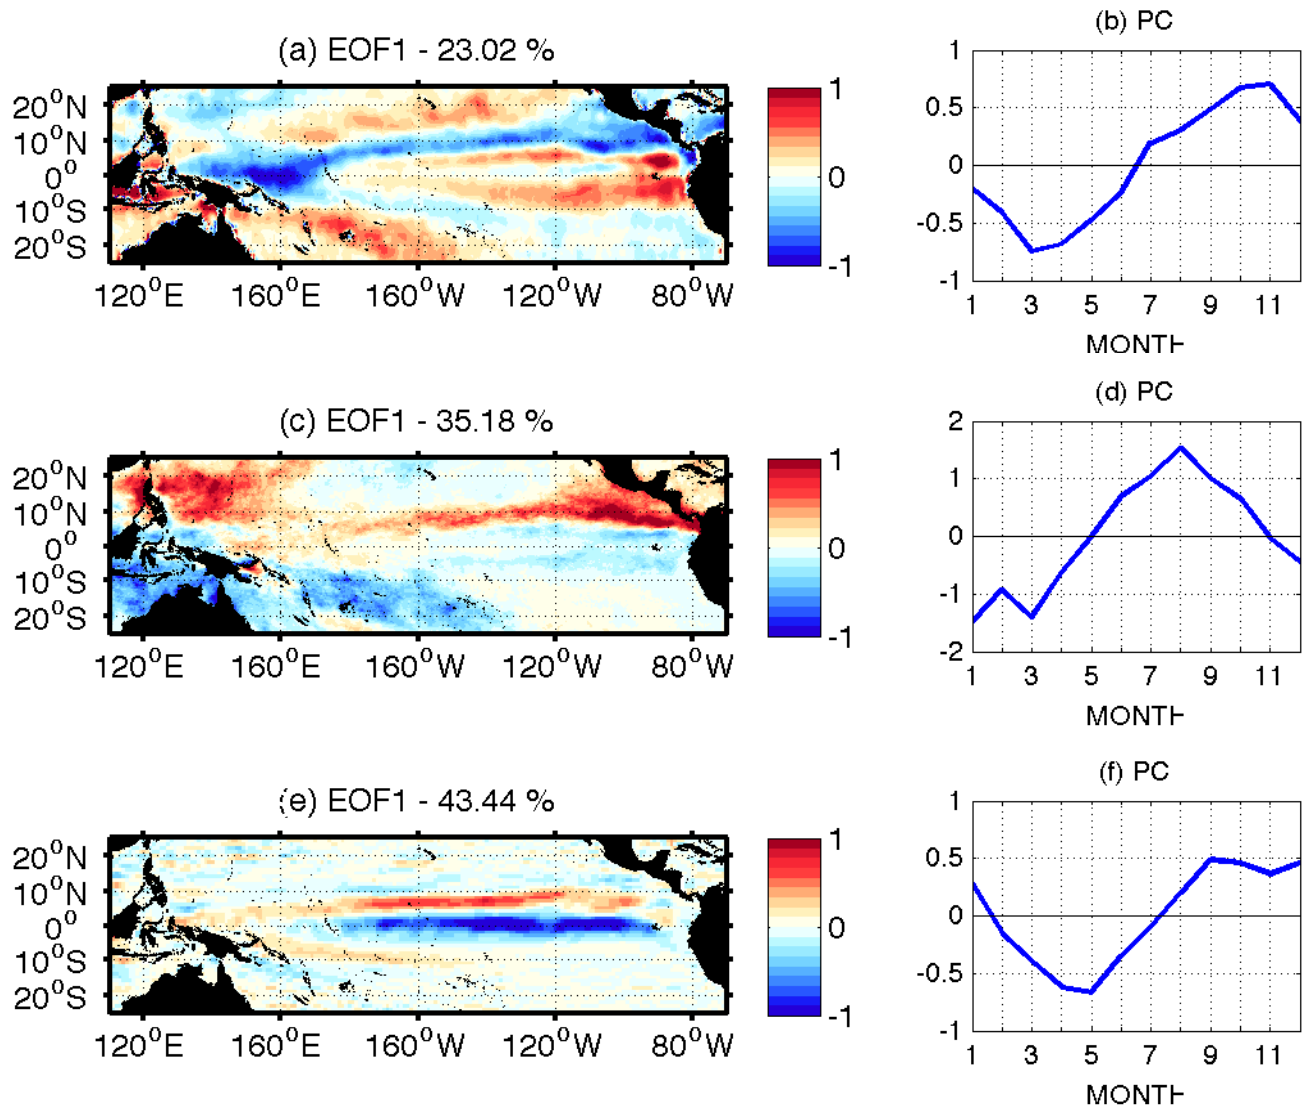 (a) EOF1 - 23.02 %
20⁰N
10⁰N
0⁰
10⁰S
20⁰S
120⁰E 160⁰E 160⁰W 120⁰W 80⁰W
1
0
-1
(b) PC
1
0.5
0
-0.5
-1
1 3 5 7 9 11
MONTH
(c) EOF1 - 35.18 %
20⁰N
10⁰N
0⁰
10⁰S
20⁰S
120⁰E 160⁰E 160⁰W 120⁰W 80⁰W
1
0
-1
(d) PC
2
1
0
-1
-2
1 3 5 7 9 11
MONTH
(e) EOF1 - 43.44 %
20⁰N
10⁰N
0⁰
10⁰S
20⁰S
120⁰E 160⁰E 160⁰W 120⁰W 80⁰W
1
0
-1
(f) PC
1
0.5
0
-0.5
-1
1 3 5 7 9 11
MONTH